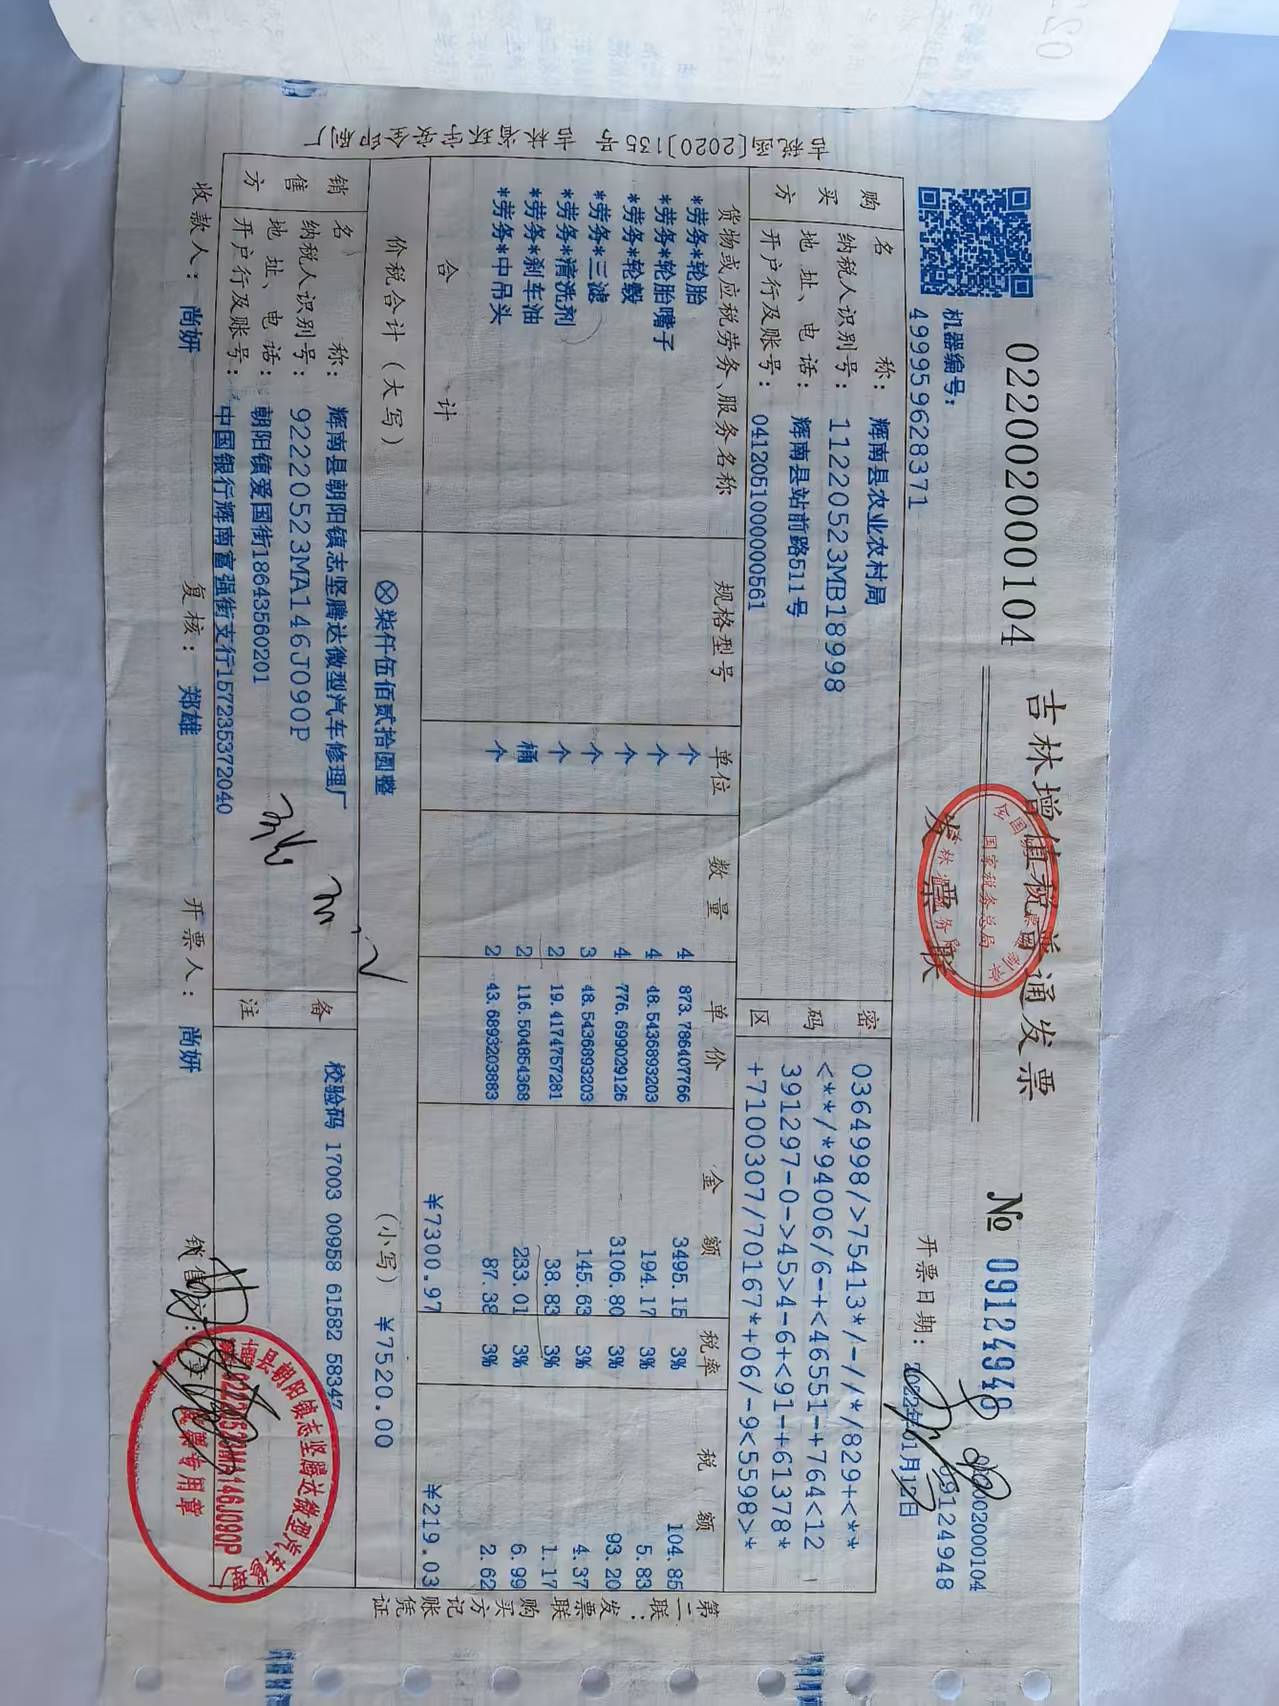 022002000104
吉林增值税普通发票
发票联
№ 09124948
022002000104
09124948
机器编号:
499959628371
开票日期: 2022年01月12日
购买方
名 称: 辉南县农业农村局
纳税人识别号: 11220523MB18998
地 址、电 话: 辉南县站前路511号
开户行及账号: 0412051000000561
密码区
0364998/>75413*/-//*/829+<**
<**/*94006/6-+<46551-+764<12
391297-0->45>4-6+<91-+61378*
+7100307/70167*+06/-9<5598>*
货物或应税劳务、服务名称 规格型号 单位 数量 单价 金额 税率 税额
*劳务*轮胎 个 4 873.786407766 3495.15 3% 104.85
*劳务*轮胎嘴子 个 4 48.5436893203 194.17 3% 5.83
*劳务*轮毂 个 4 776.699029126 3106.80 3% 93.20
*劳务*三滤 个 3 48.5436893203 145.63 3% 4.37
*劳务*清洗剂 个 2 19.4174757281 38.83 3% 1.17
*劳务*刹车油 桶 2 116.504854368 233.01 3% 6.99
*劳务*中吊头 个 2 43.6893203883 87.38 3% 2.62
合 计 ¥7300.97 ¥219.03
价税合计(大写) ⊗柒仟伍佰贰拾圆整 (小写) ¥7520.00
销售方
名 称: 辉南县朝阳镇志坚腾达微型汽车修理厂
纳税人识别号: 92220523MA146J090P
地 址、电 话: 朝阳镇爱国街18643560201
开户行及账号: 中国银行辉南富强街支行157235372040
备注
校验码 17003 00958 61582 58347
收款人: 尚妍 复核: 郑雄 开票人: 尚妍 销售方:(章)
吉税函[2020]135号 吉林省环宇安全印刷厂
第二联:发票联 购买方记账凭证
国家税务总局
92220523MA146J090P
发票专用章